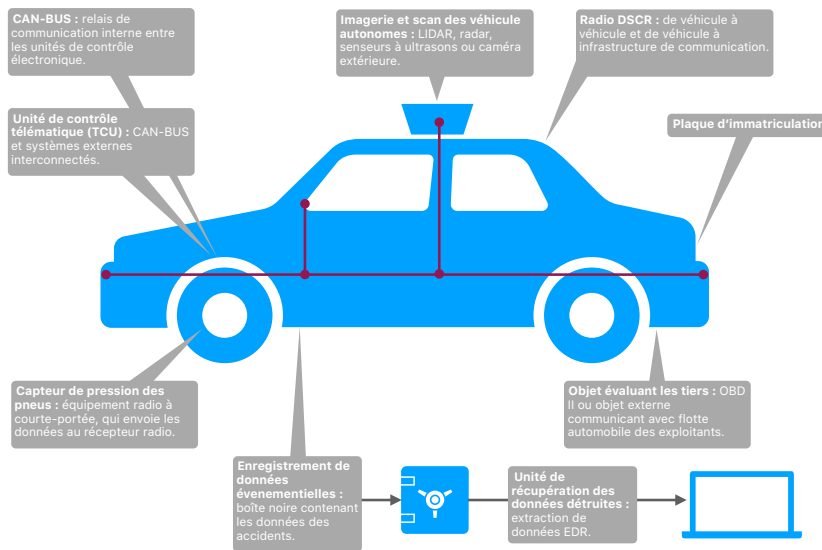 CAN-BUS : relais de
communication interne entre
les unités de contrôle
électronique.
Imagerie et scan des véhicule
autonomes : LIDAR, radar,
senseurs à ultrasons ou caméra
extérieure.
Radio DSCR : de véhicule à
véhicule et de véhicule à
infrastructure de communication.
Unité de contrôle
télématique (TCU) : CAN-BUS
et systèmes externes
interconnectés.
Plaque d’immatriculation
Capteur de pression des
pneus : équipement radio à
courte-portée, qui envoie les
données au récepteur radio.
Objet évaluant les tiers : OBD
II ou objet externe
communicant avec flotte
automobile des exploitants.
Enregistrement de
données
évenementielles :
boîte noire contenant
les données des
accidents.
Unité de
récupération des
données détruites :
extraction de
données EDR.